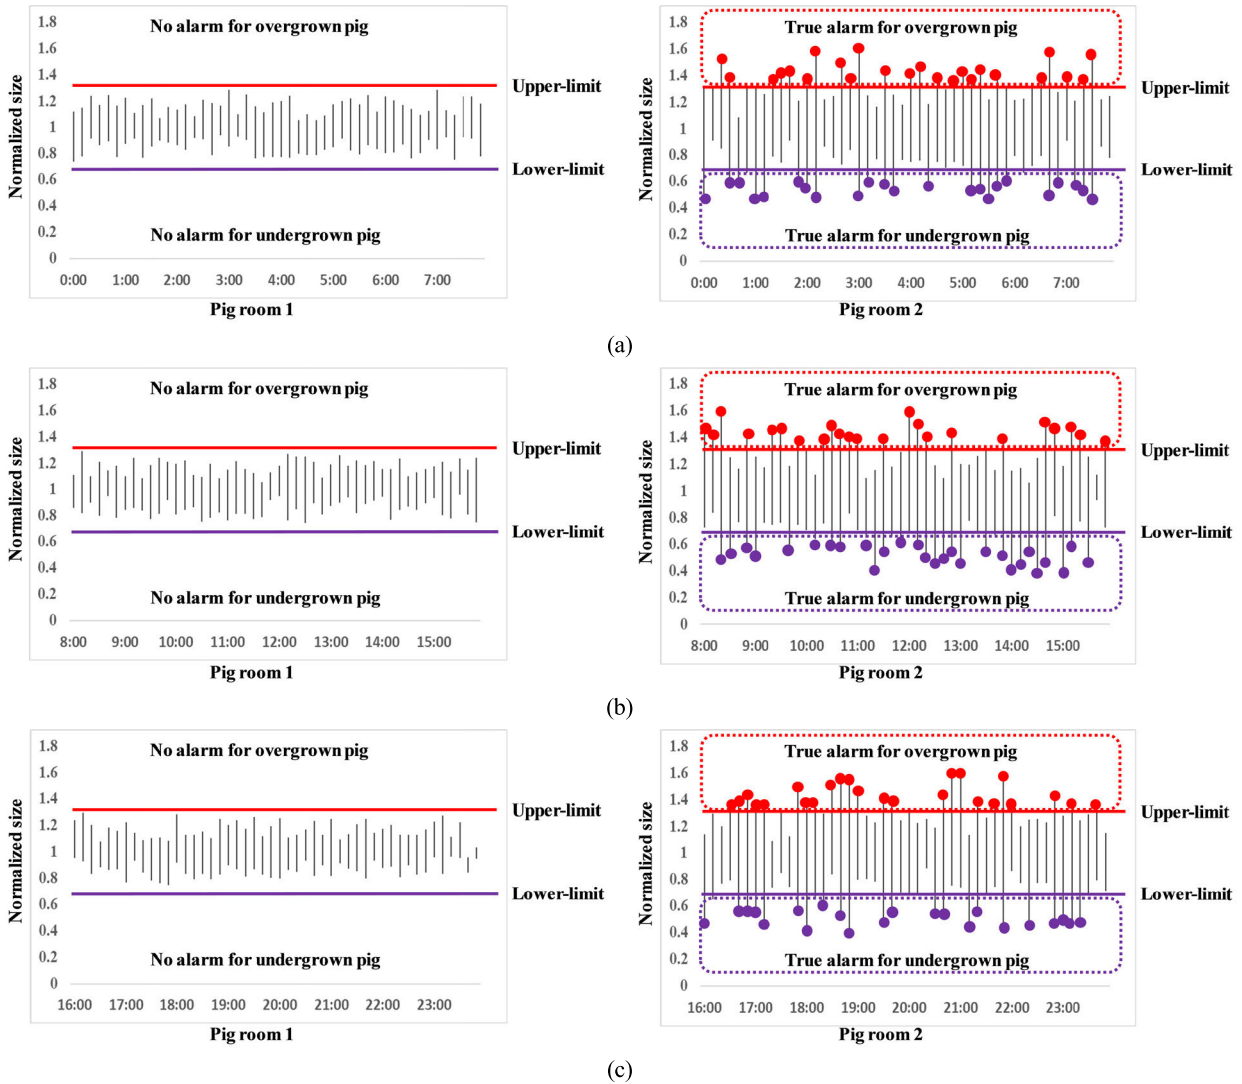 No alarm for overgrown pig
1.8
1.6
1.4
1.2
1
0.8
0.6
0.4
0.2
0
Normalized size
Upper-limit
Lower-limit
No alarm for undergrown pig
0:00 1:00 2:00 3:00 4:00 5:00 6:00 7:00
Pig room 1
True alarm for overgrown pig
1.8
1.6
1.4
1.2
1
0.8
0.6
0.4
0.2
0
Normalized size
Upper-limit
Lower-limit
True alarm for undergrown pig
0:00 1:00 2:00 3:00 4:00 5:00 6:00 7:00
Pig room 2
(a)
No alarm for overgrown pig
1.8
1.6
1.4
1.2
1
0.8
0.6
0.4
0.2
0
Normalized size
Upper-limit
Lower-limit
No alarm for undergrown pig
8:00 9:00 10:00 11:00 12:00 13:00 14:00 15:00
Pig room 1
True alarm for overgrown pig
1.8
1.6
1.4
1.2
1
0.8
0.6
0.4
0.2
0
Normalized size
Upper-limit
Lower-limit
True alarm for undergrown pig
8:00 9:00 10:00 11:00 12:00 13:00 14:00 15:00
Pig room 2
(b)
No alarm for overgrown pig
1.8
1.6
1.4
1.2
1
0.8
0.6
0.4
0.2
0
Normalized size
Upper-limit
Lower-limit
No alarm for undergrown pig
16:00 17:00 18:00 19:00 20:00 21:00 22:00 23:00
Pig room 1
True alarm for overgrown pig
1.8
1.6
1.4
1.2
1
0.8
0.6
0.4
0.2
0
Normalized size
Upper-limit
Lower-limit
True alarm for undergrown pig
16:00 17:00 18:00 19:00 20:00 21:00 22:00 23:00
Pig room 2
(c)